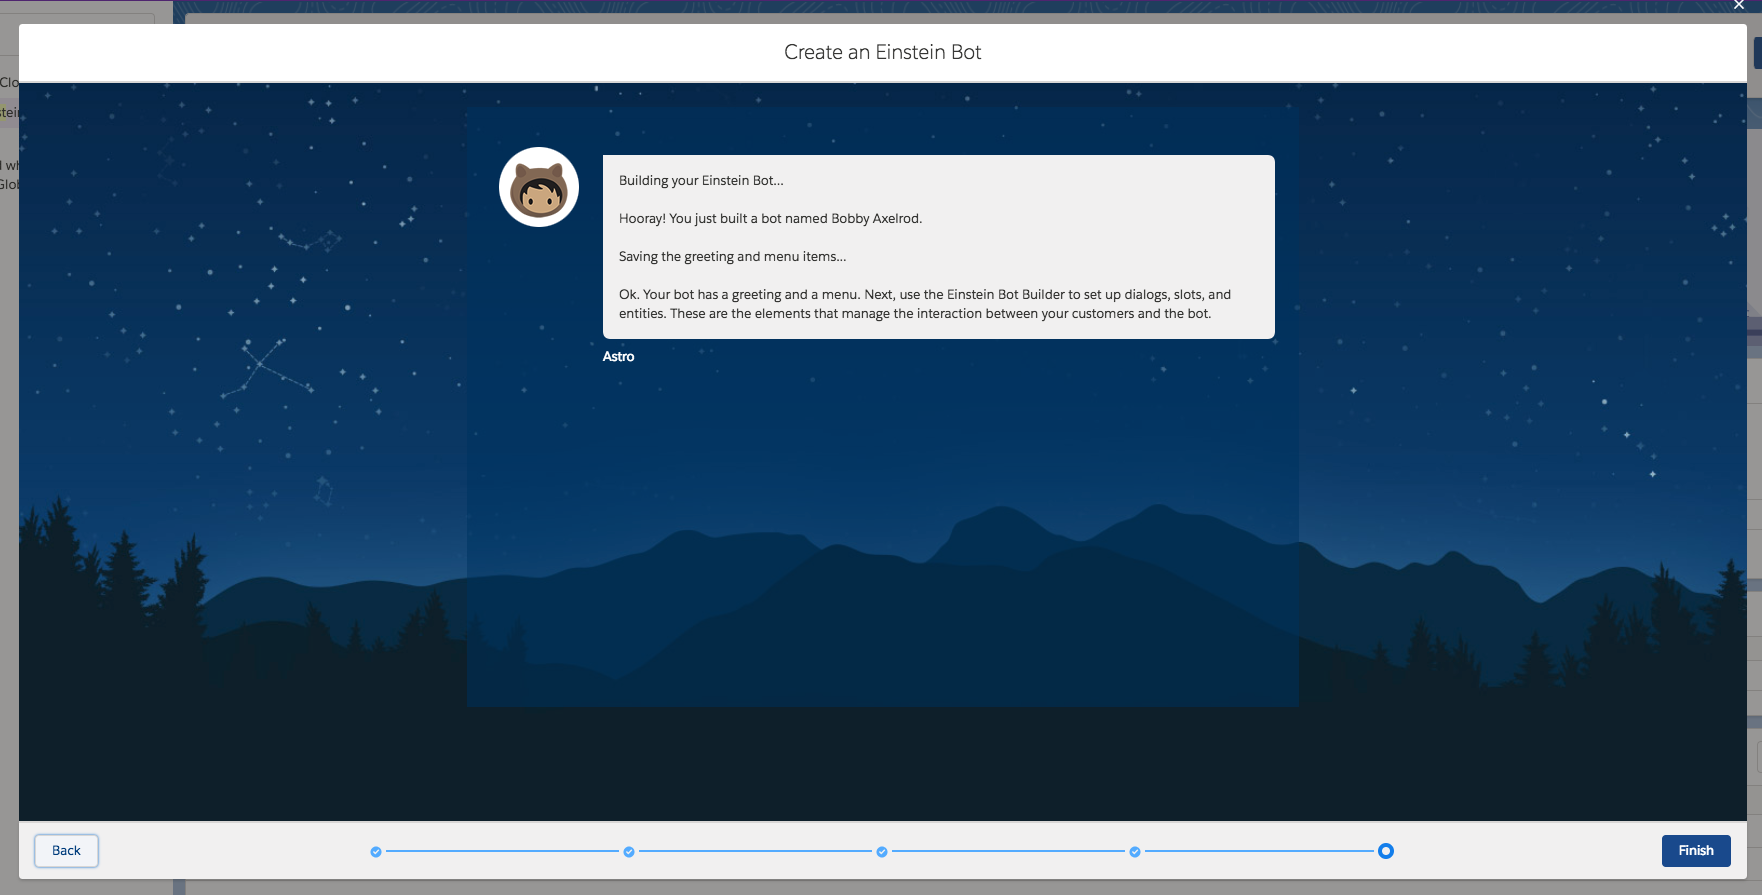 Create an Einstein Bot
Clo
stein
l wh
Glob
Building your Einstein Bot...
Hooray! You just built a bot named Bobby Axelrod.
Saving the greeting and menu items...
Ok. Your bot has a greeting and a menu. Next, use the Einstein Bot Builder to set up dialogs, slots, and
entities. These are the elements that manage the interaction between your customers and the bot.
Astro
Back
Finish